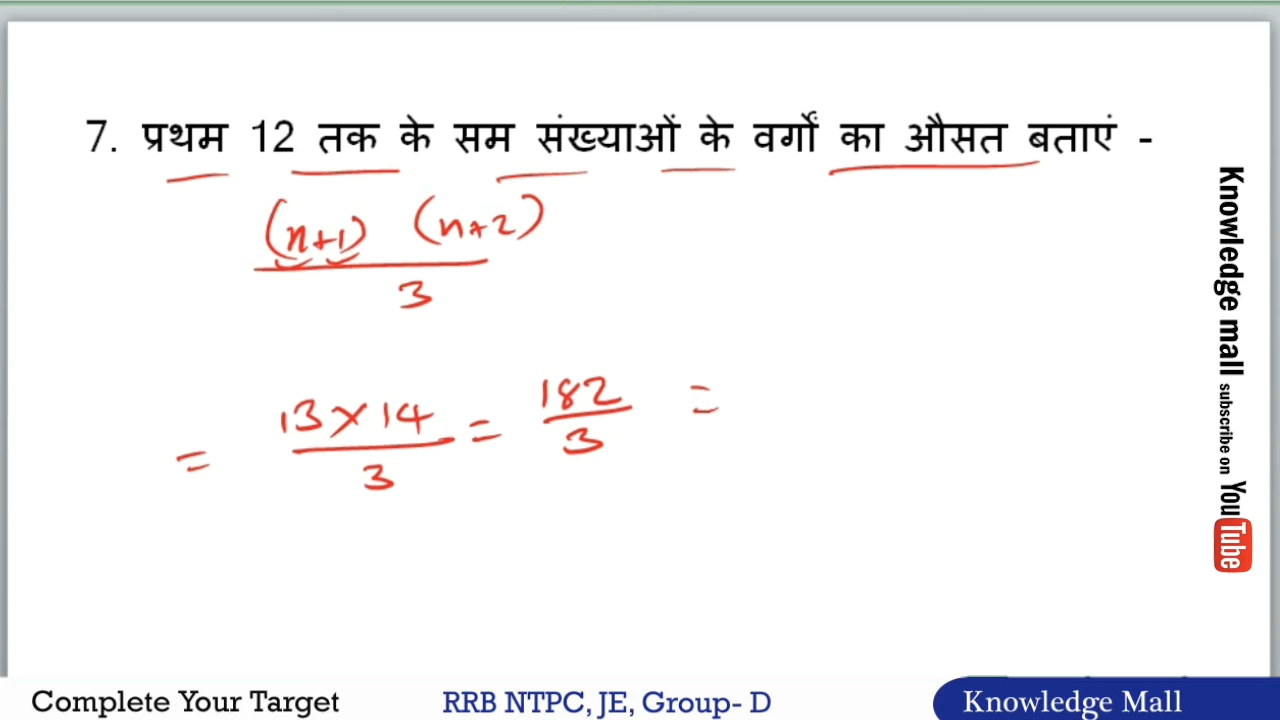 7. प्रथम 12 तक के सम संख्याओं के वर्गों का औसत बताएं -
(n+1) (n+2)
3
= 13 × 14 = 182 =
3 3
Knowledge mall subscribe on YouTube
Complete Your Target RRB NTPC, JE, Group- D Knowledge Mall